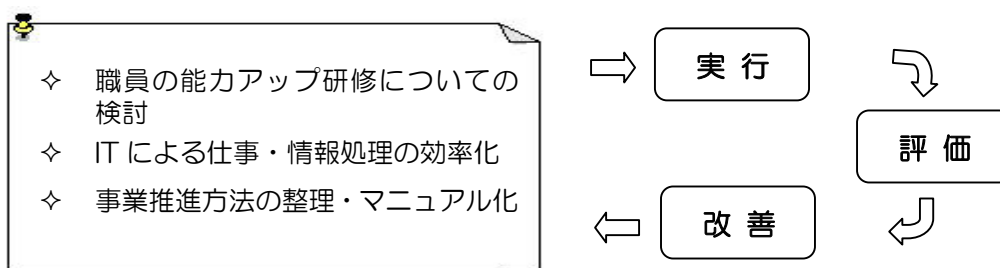 ✧ 職員の能力アップ研修についての
検討
✧ ITによる仕事・情報処理の効率化
✧ 事業推進方法の整理・マニュアル化
実行
評価
改善